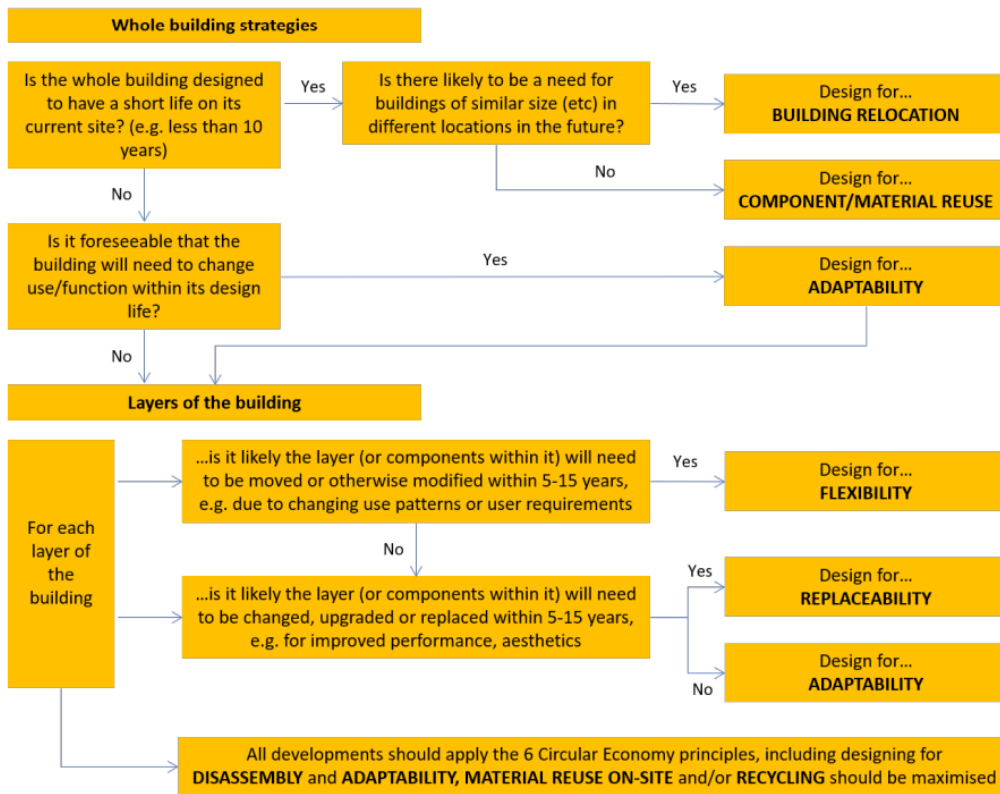 Whole building strategies
Is the whole building designed
to have a short life on its
current site? (e.g. less than 10
years)
Yes
Is there likely to be a need for
buildings of similar size (etc) in
different locations in the future?
Yes
Design for...
BUILDING RELOCATION
No
No
Design for...
COMPONENT/MATERIAL REUSE
Is it foreseeable that the
building will need to change
use/function within its design
life?
Yes
Design for...
ADAPTABILITY
No
Layers of the building
For each
layer of
the
building
...is it likely the layer (or components within it) will need
to be moved or otherwise modified within 5-15 years,
e.g. due to changing use patterns or user requirements
Yes
Design for...
FLEXIBILITY
No
...is it likely the layer (or components within it) will need
to be changed, upgraded or replaced within 5-15 years,
e.g. for improved performance, aesthetics
Yes
Design for...
REPLACEABILITY
No
Design for...
ADAPTABILITY
All developments should apply the 6 Circular Economy principles, including designing for
DISASSEMBLY and ADAPTABILITY, MATERIAL REUSE ON-SITE and/or RECYCLING should be maximised